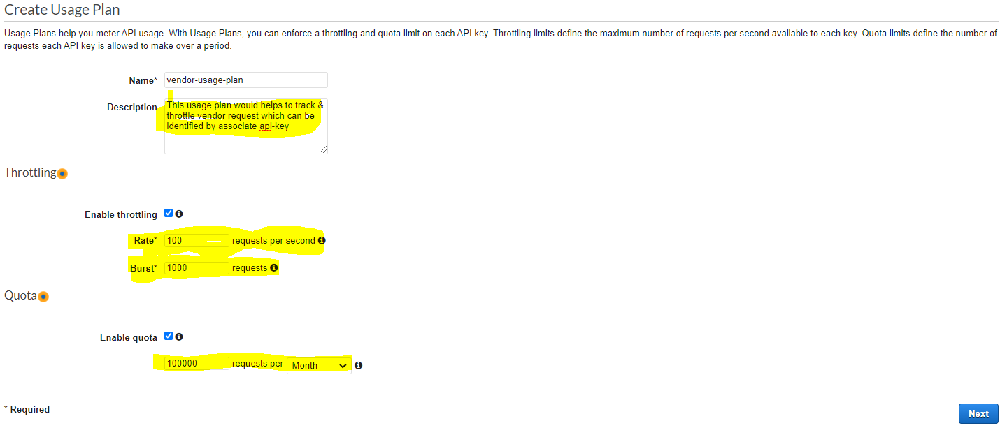 Create Usage Plan
Usage Plans help you meter API usage. With Usage Plans, you can enforce a throttling and quota limit on each API key. Throttling limits define the maximum number of requests per second available to each key. Quota limits define the number of
requests each API key is allowed to make over a period.
Name* vendor-usage-plan
Description This usage plan would helps to track &
throttle vendor request which can be
identified by associate api-key
Throttling
Enable throttling
Rate* 100 requests per second
Burst* 1000 requests
Quota
Enable quota
100000 requests per Month
* Required
Next